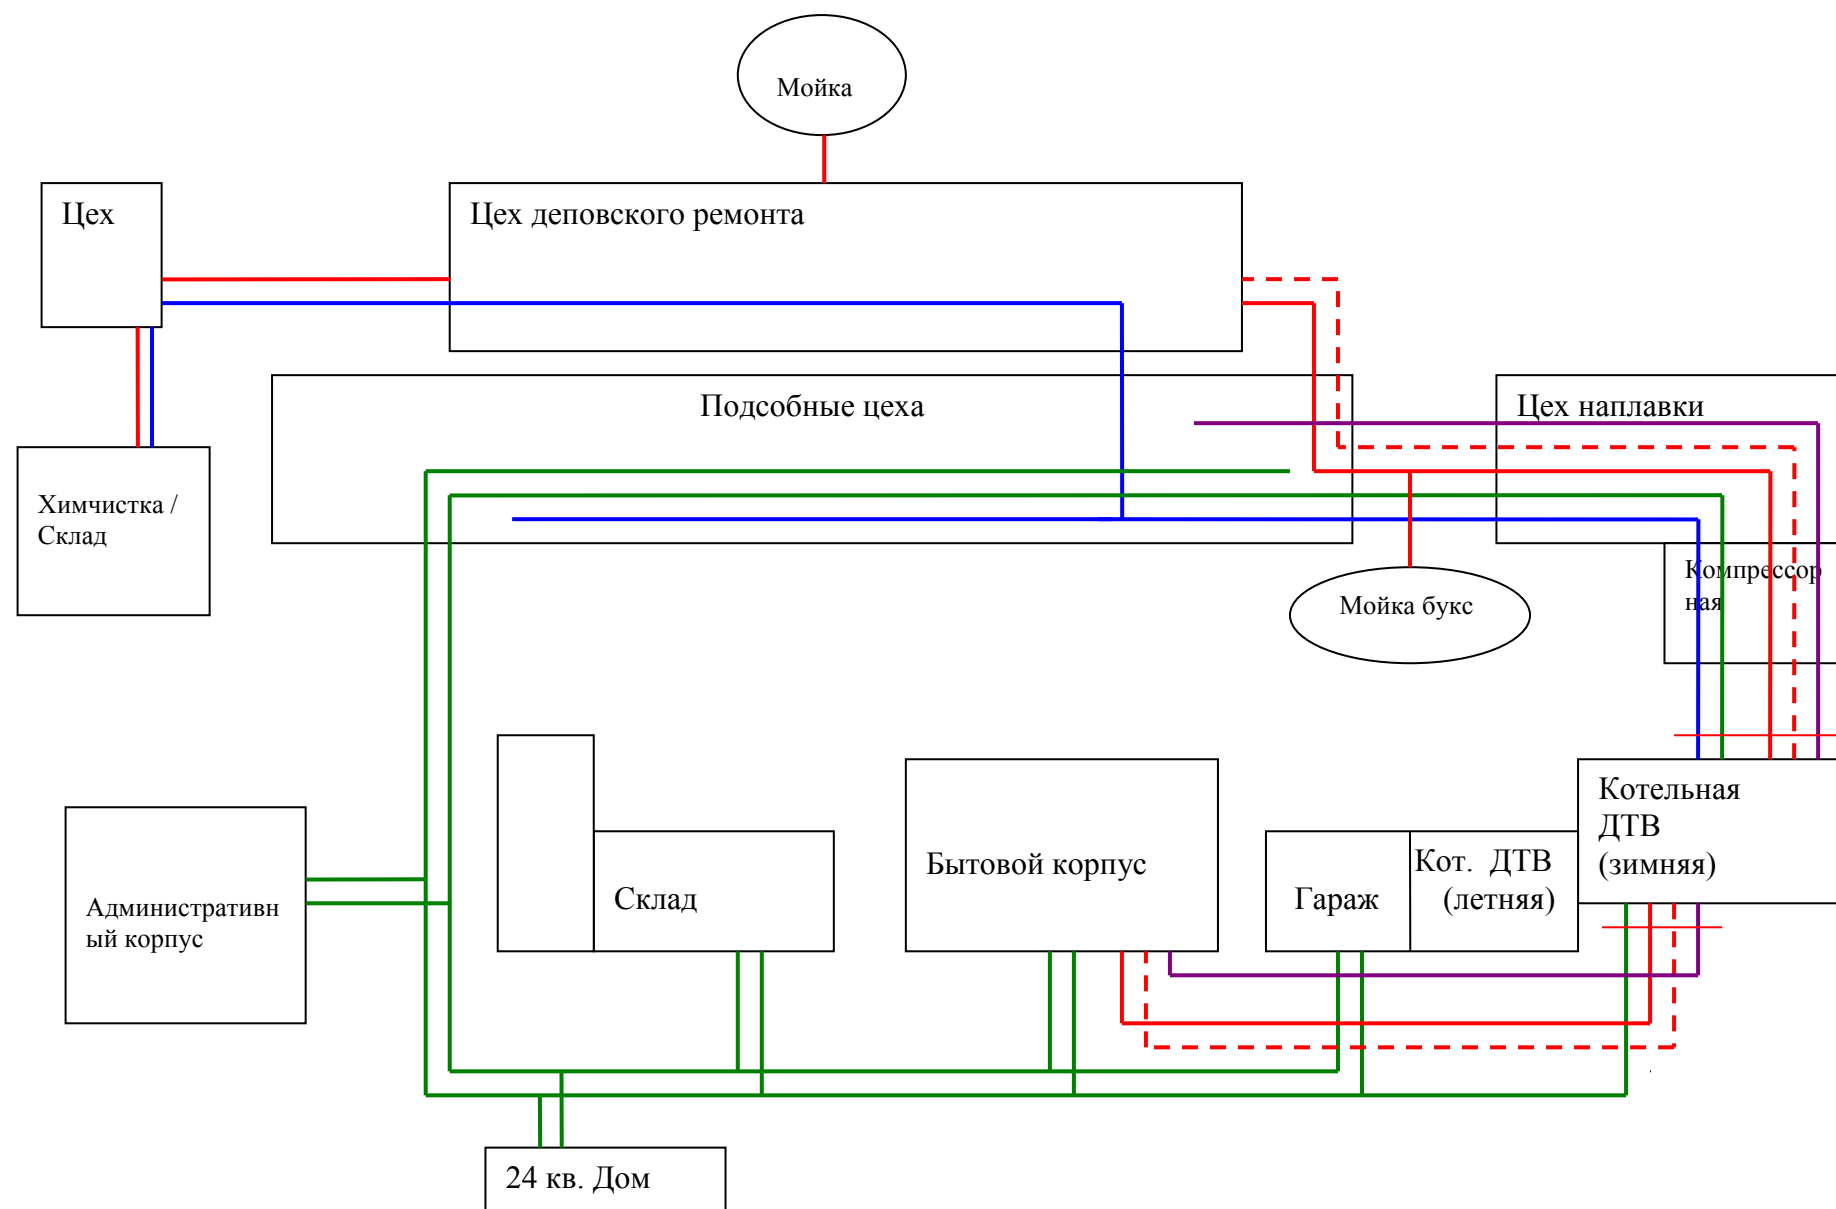 Мойка
Цех
Цех деповского ремонта
Подсобные цеха
Цех наплавки
Химчистка /
Склад
Компрессор
ная
Мойка букс
Котельная
ДТВ
(зимняя)
Бытовой корпус
Кот. ДТВ
(летняя)
Гараж
Склад
Административн
ый корпус
24 кв. Дом